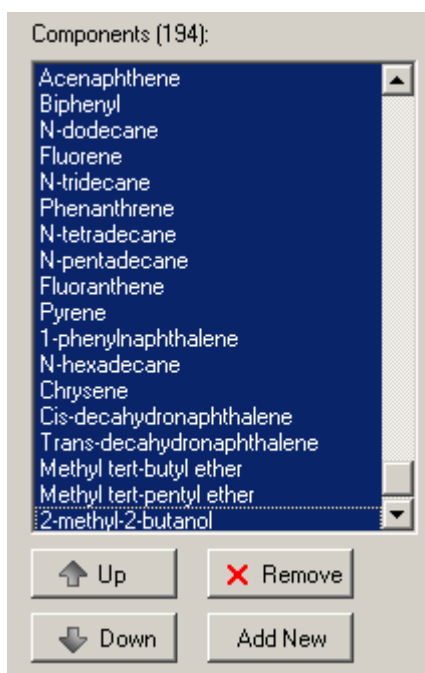 Components (194):
Acenaphthene
Biphenyl
N-dodecane
Fluorene
N-tridecane
Phenanthrene
N-tetradecane
N-pentadecane
Fluoranthene
Pyrene
1-phenylnaphthalene
N-hexadecane
Chrysene
Cis-decahydronaphthalene
Trans-decahydronaphthalene
Methyl tert-butyl ether
Methyl tert-pentyl ether
2-methyl-2-butanol
Up
Remove
Down
Add New